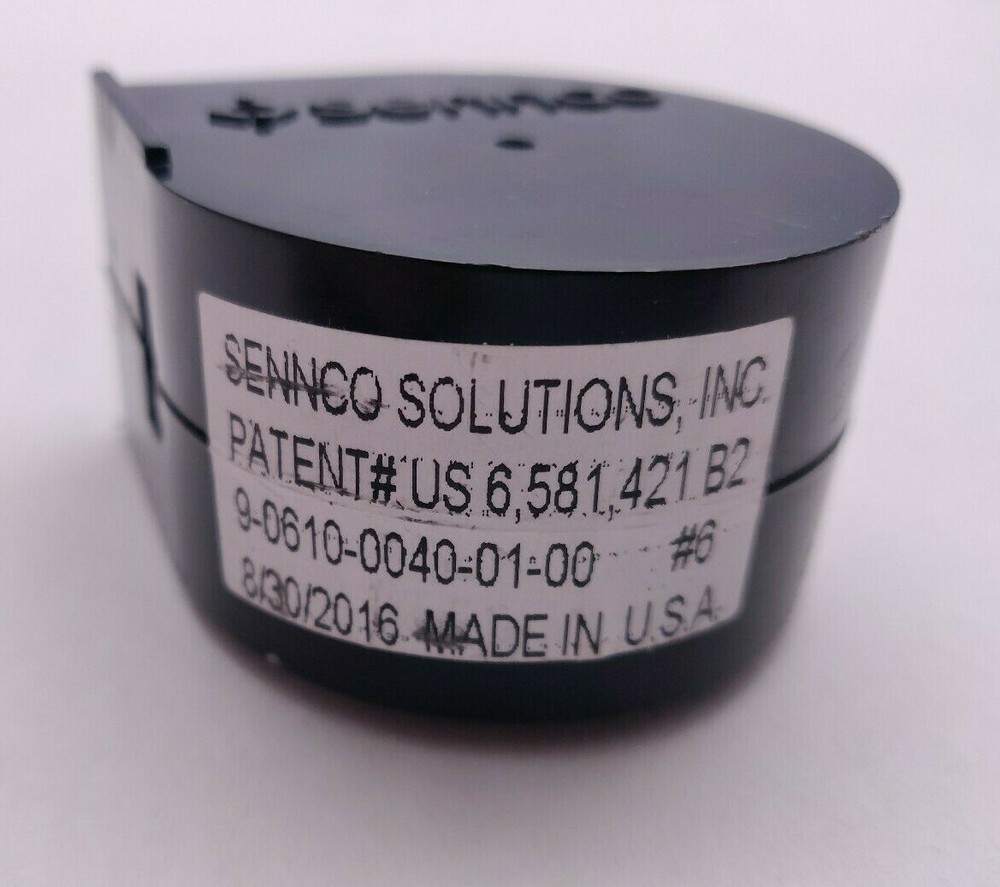 sennco
SENNCO SOLUTIONS, INC.
PATENT# US 6,581,421 B2
9-0610-0040-01-00 #6
8/30/2016 MADE IN U.S.A.